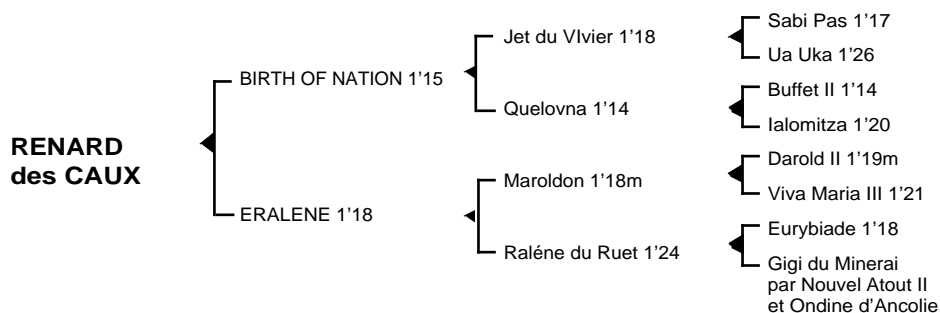 RENARD
des CAUX
BIRTH OF NATION 1’15
ERALENE 1’18
Jet du VIvier 1’18
Quelovna 1’14
Maroldon 1’18m
Raléne du Ruet 1’24
Sabi Pas 1’17
Ua Uka 1’26
Buffet II 1’14
Ialomitza 1’20
Darold II 1’19m
Viva Maria III 1’21
Eurybiade 1’18
Gigi du Minerai
par Nouvel Atout II
et Ondine d’Ancolie